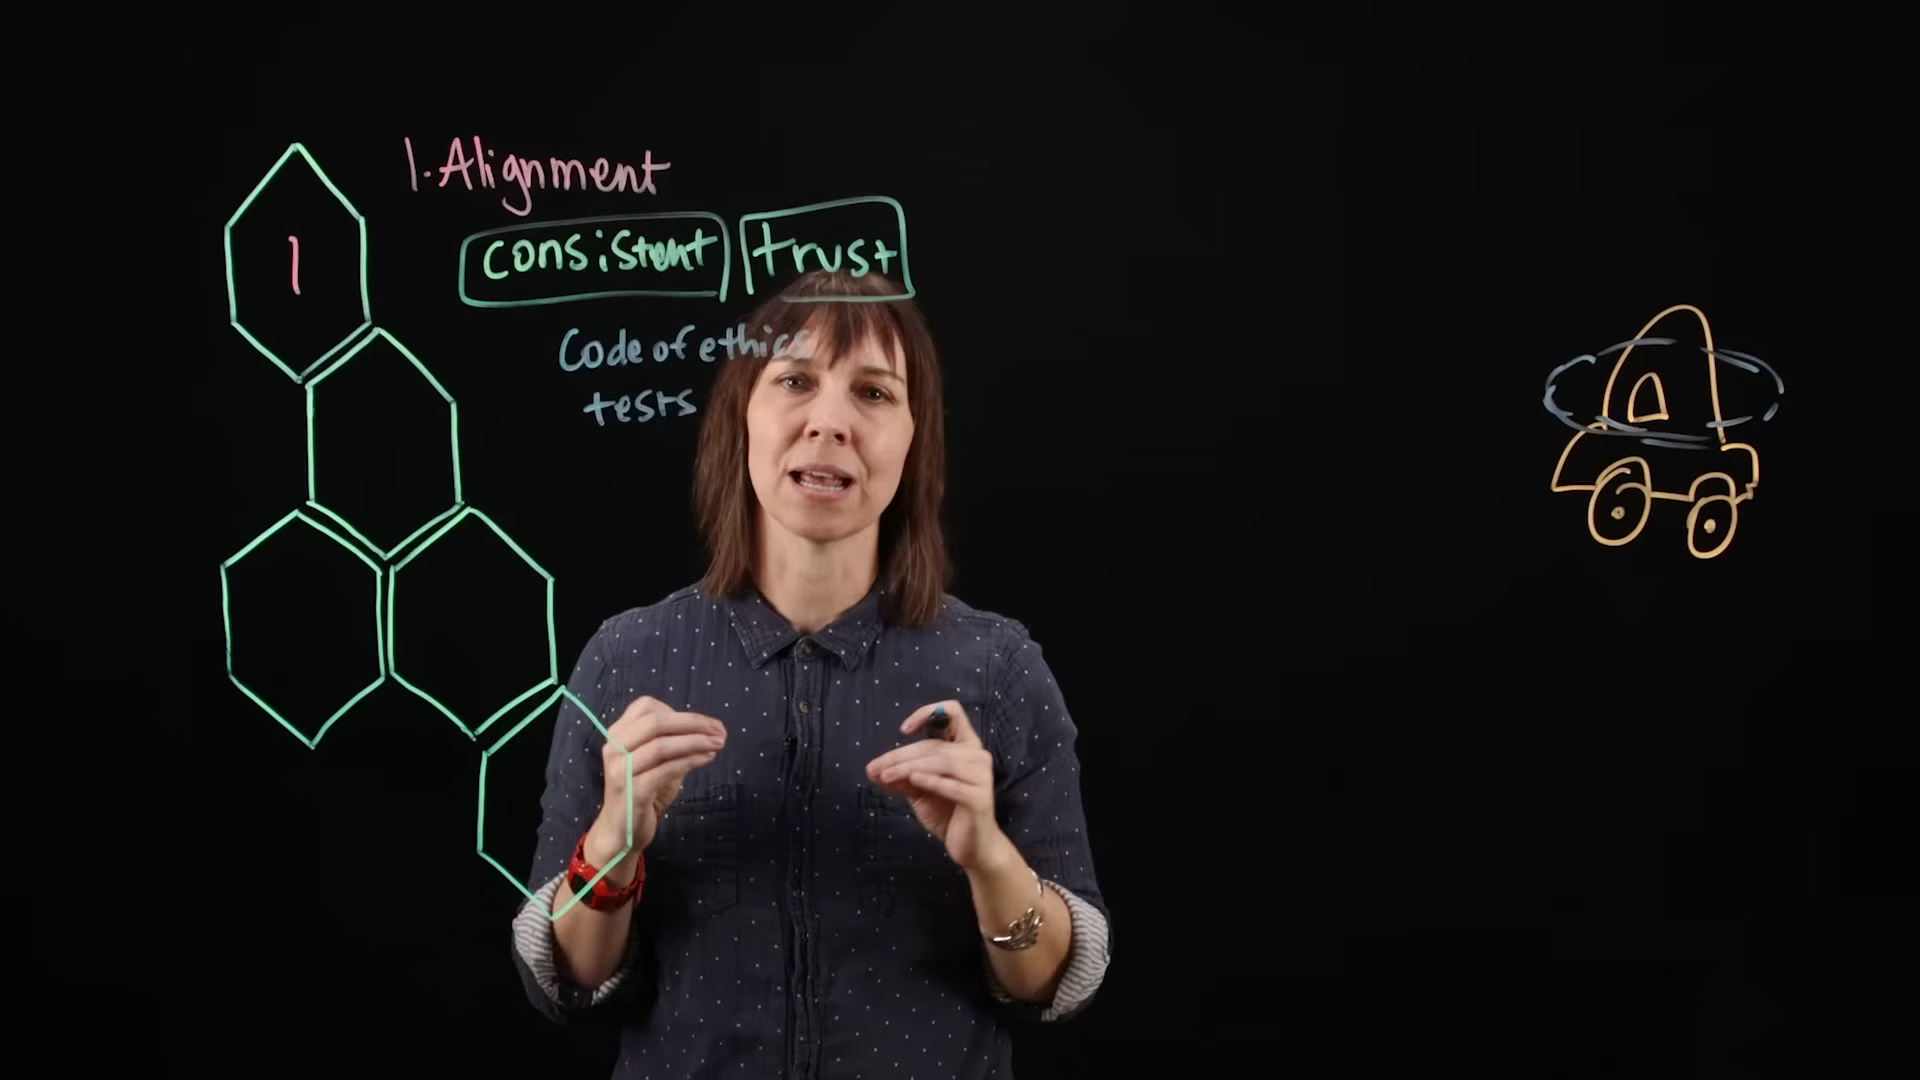 1. Alignment
1
consistent trust
Code of ethics
tests